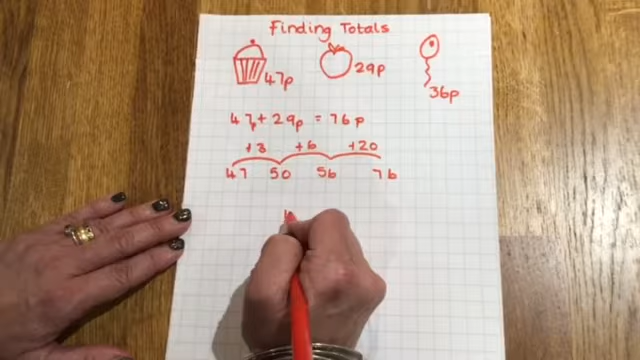 Finding Totals
47p 29p 36p
47p + 29p = 76p
+3 +6 +20
47 50 56 76